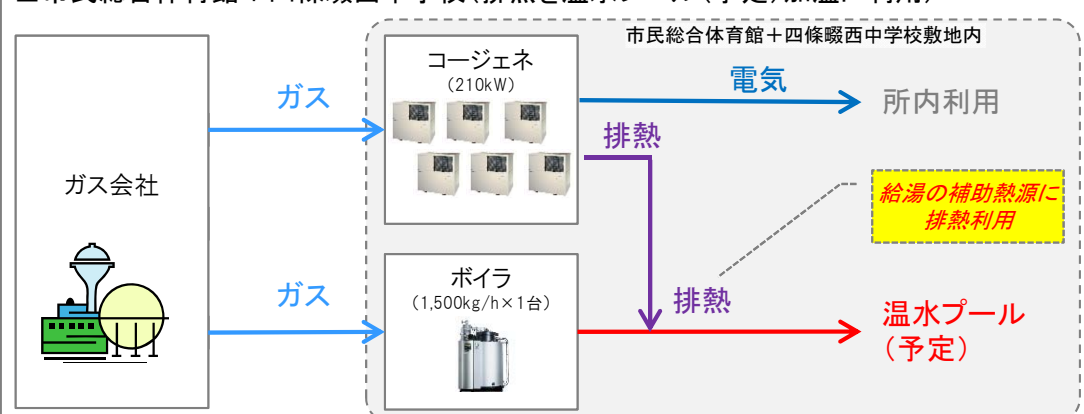 市民総合体育館+四條畷西中学校敷地内
コージェネ
(210kW)
電気
ガス
所内利用
排熱
ガス会社
給湯の補助熱源に
排熱利用
ボイラ
(1,500kg/h×1台)
ガス
排熱
温水プール
(予定)